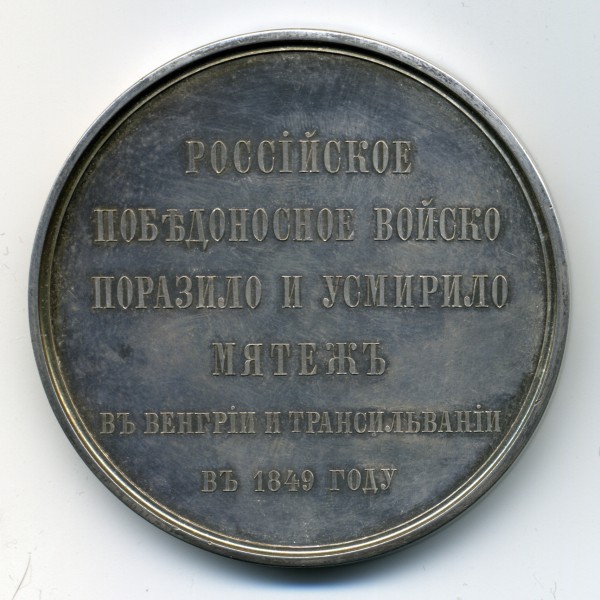 РОССІЙСКОЕ
ПОБѢДОНОСНОЕ ВОЙСКО
ПОРАЗИЛО И УСМИРИЛО
МЯТЕЖЪ
ВЪ ВЕНГРІИ И ТРАНСИЛЬВАНІИ
ВЪ 1849 ГОДУ